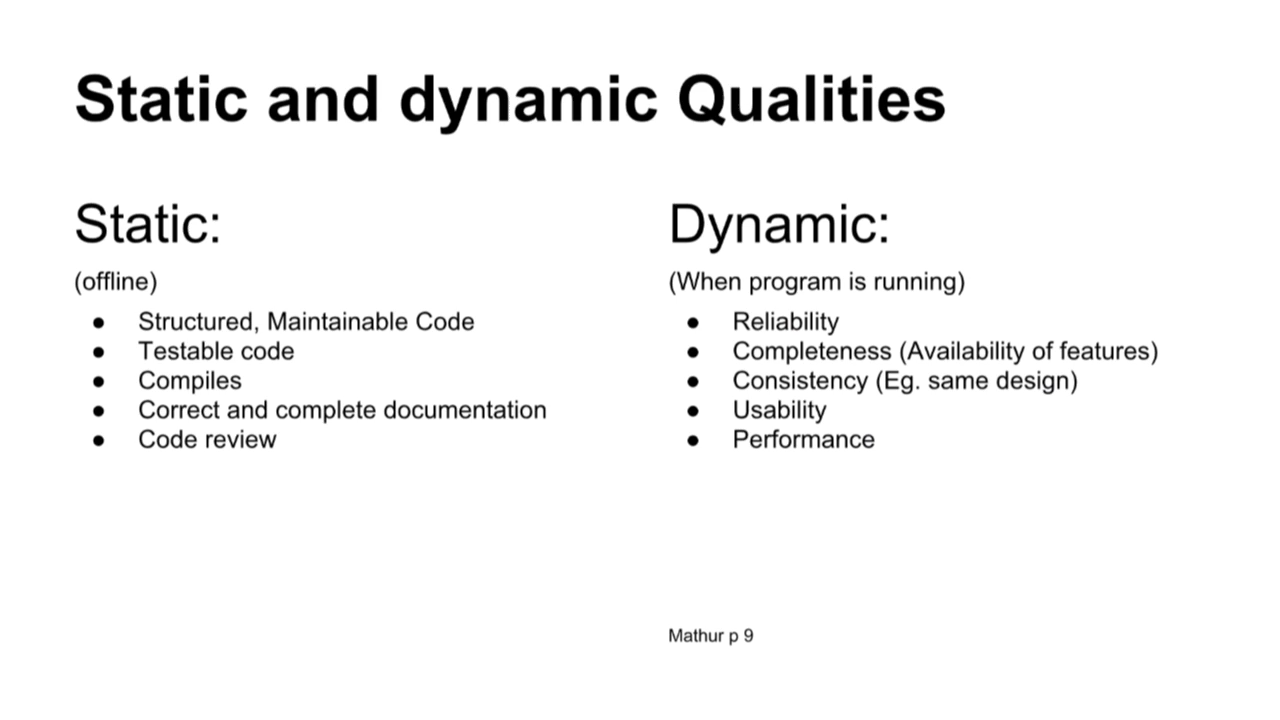 Static and dynamic Qualities
Static:
(offline)
● Structured, Maintainable Code
● Testable code
● Compiles
● Correct and complete documentation
● Code review
Dynamic:
(When program is running)
● Reliability
● Completeness (Availability of features)
● Consistency (Eg. same design)
● Usability
● Performance
Mathur p 9